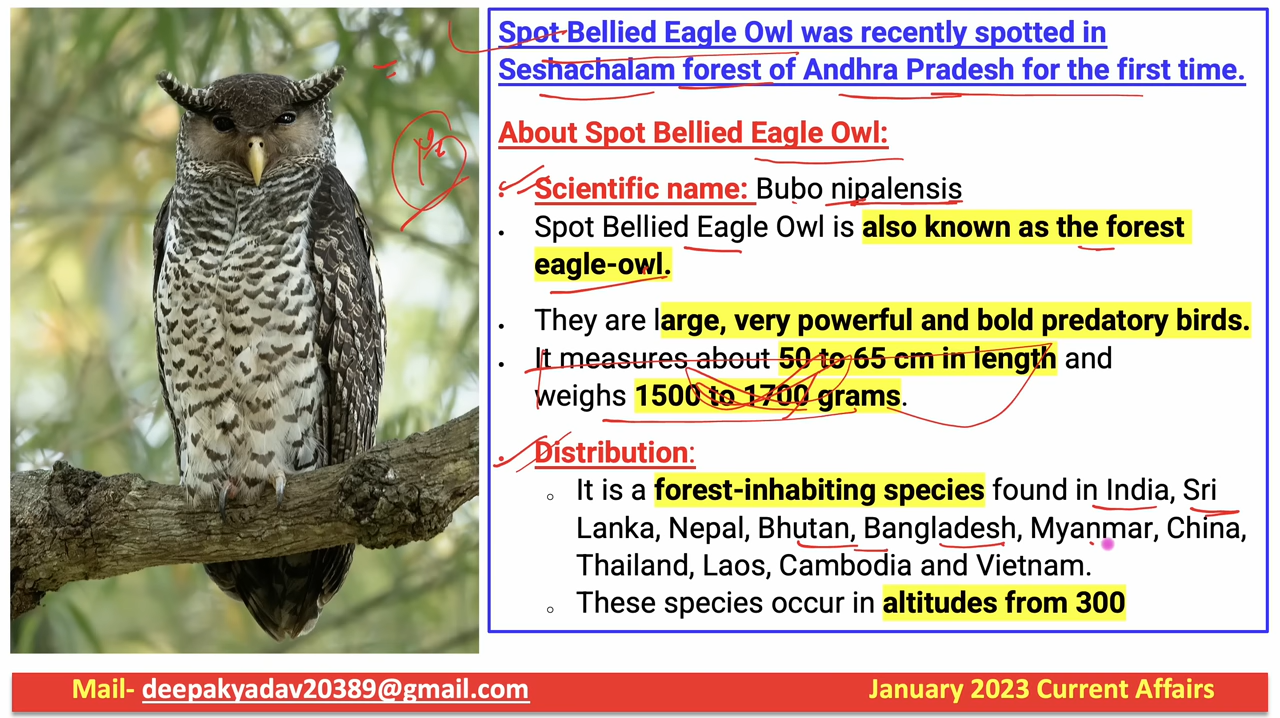 Spot Bellied Eagle Owl was recently spotted in
Seshachalam forest of Andhra Pradesh for the first time.
About Spot Bellied Eagle Owl:
• Scientific name: Bubo nipalensis
• Spot Bellied Eagle Owl is also known as the forest
eagle-owl.
• They are large, very powerful and bold predatory birds.
• It measures about 50 to 65 cm in length and
weighs 1500 to 1700 grams.
• Distribution:
○ It is a forest-inhabiting species found in India, Sri
Lanka, Nepal, Bhutan, Bangladesh, Myanmar, China,
Thailand, Laos, Cambodia and Vietnam.
○ These species occur in altitudes from 300
Mail- deepakyadav20389@gmail.com
January 2023 Current Affairs